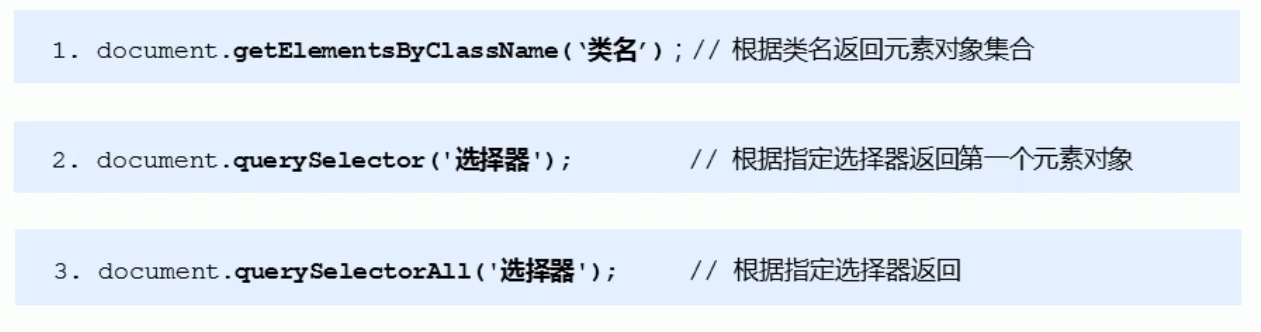 1. document.getElementsByClassName(‘类名’);// 根据类名返回元素对象集合
2. document.querySelector('选择器'); // 根据指定选择器返回第一个元素对象
3. document.querySelectorAll('选择器'); // 根据指定选择器返回